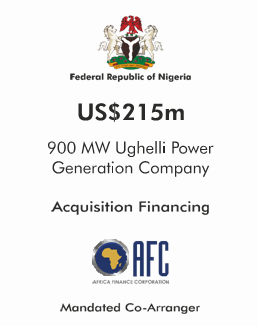 Federal Republic of Nigeria
US$215m
900 MW Ughelli Power
Generation Company
Acquisition Financing
AFC
AFRICA FINANCE CORPORATION
Mandated Co-Arranger